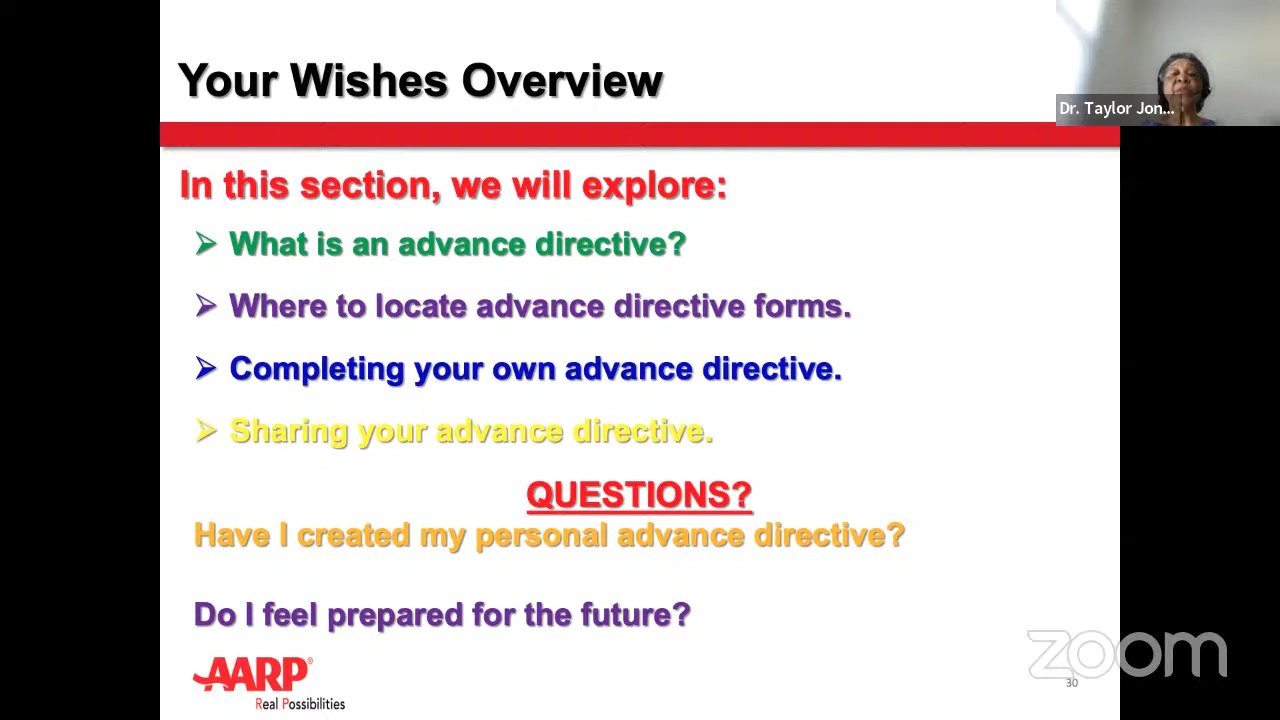 Your Wishes Overview
Dr. Taylor Jon...
In this section, we will explore:
➢ What is an advance directive?
➢ Where to locate advance directive forms.
➢ Completing your own advance directive.
➢ Sharing your advance directive.
QUESTIONS?
Have I created my personal advance directive?
Do I feel prepared for the future?
AARP®
Real Possibilities
zoom
30